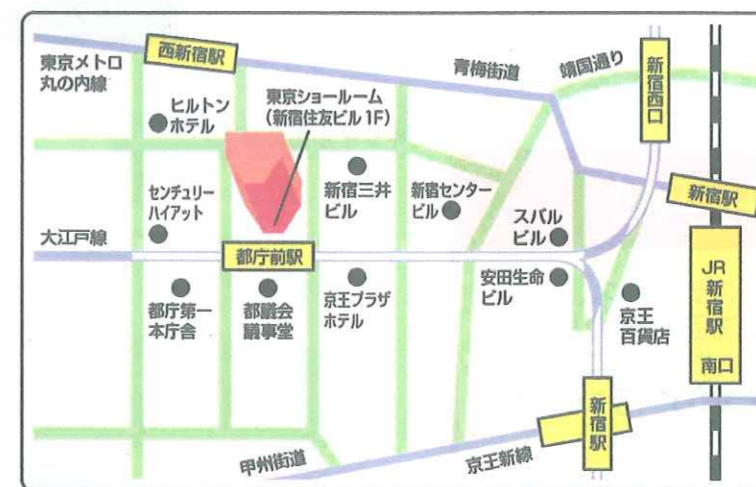 西新宿駅
東京メトロ
丸の内線
青梅街道
靖国通り
新宿西口
ヒルトン
ホテル
東京ショールーム
(新宿住友ビル1F)
新宿駅
センチュリー
ハイアット
新宿三井
ビル
新宿センター
ビル
スバル
ビル
大江戸線
都庁前駅
JR新宿駅
南口
都庁第一
本庁舎
都議会
議事堂
京王プラザ
ホテル
安田生命
ビル
京王
百貨店
新宿駅
甲州街道
京王新線